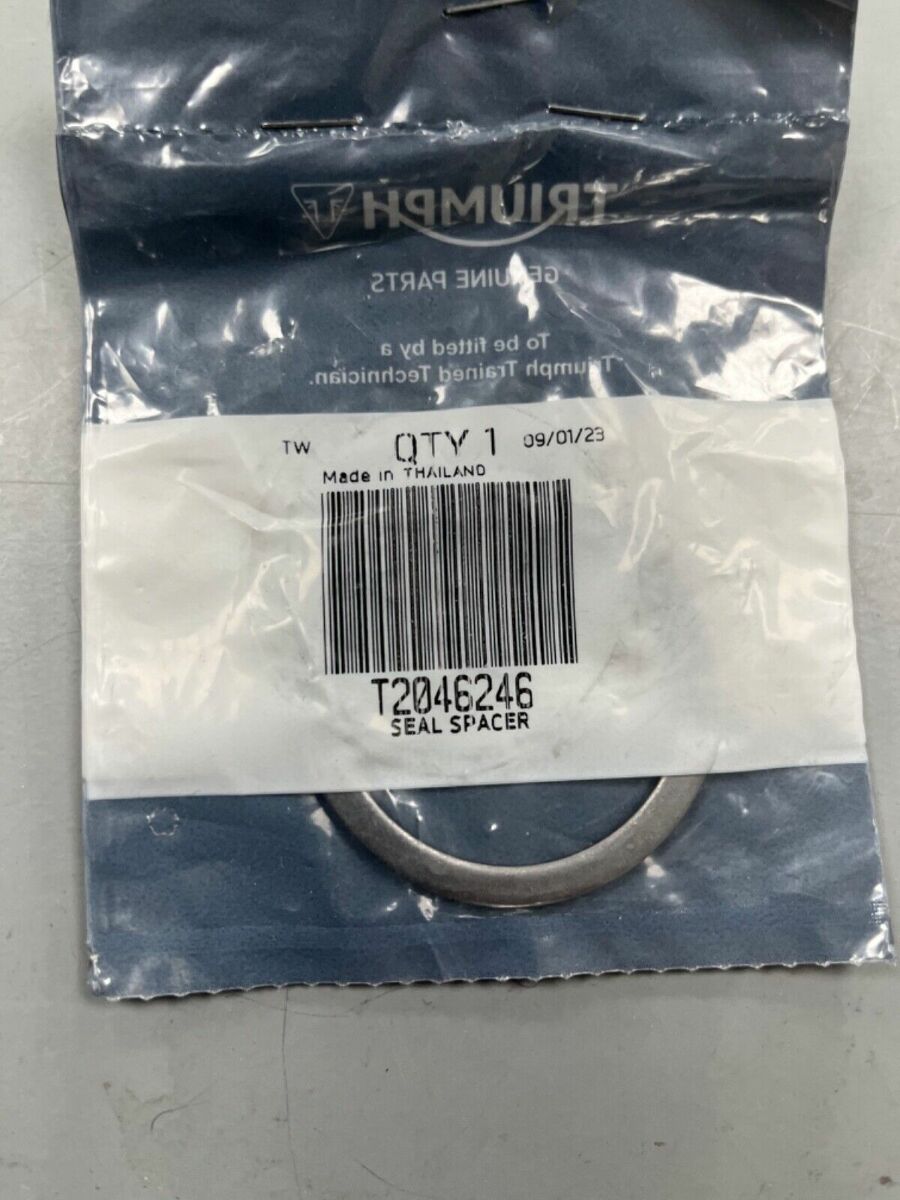 TRIUMPH
GENUINE PARTS
To be fitted by a
Triumph Trained Technician.
TW QTY 1 09/01/23
Made in THAILAND
T2046246
SEAL SPACER